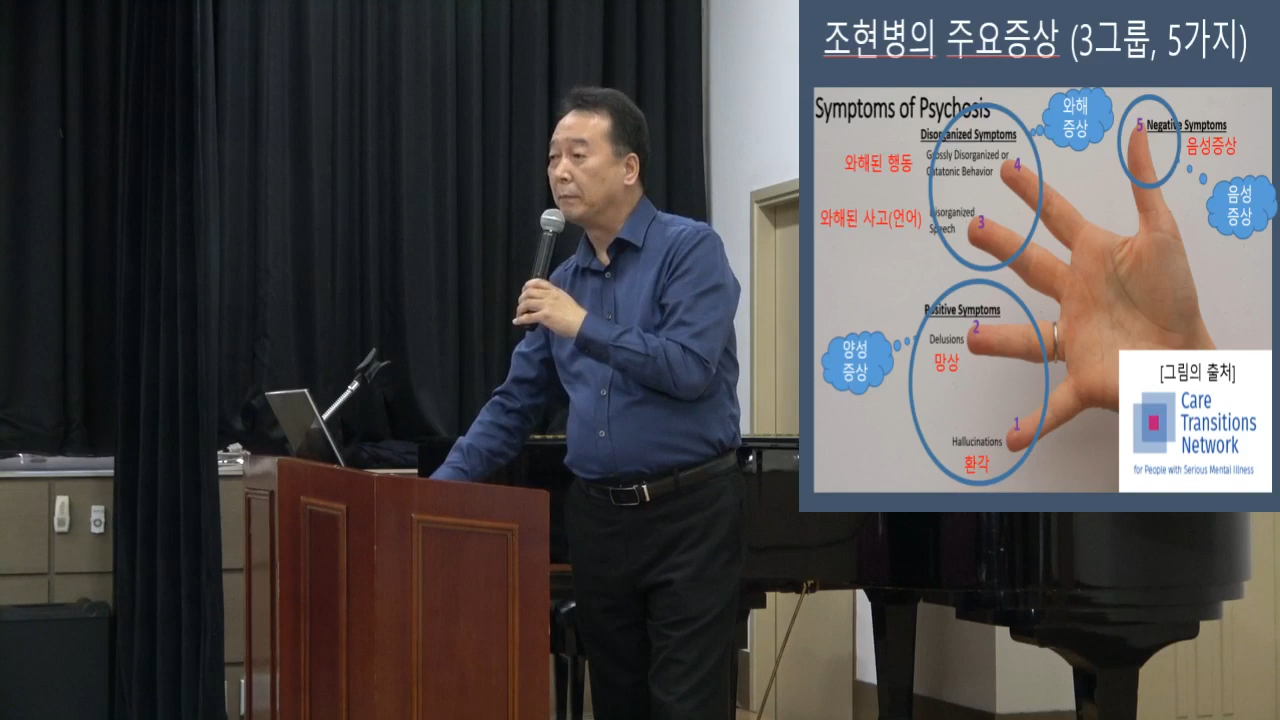 조현병의 주요증상 (3그룹, 5가지)
Symptoms of Psychosis
와해
증상
Disorganized Symptoms
와해된 행동
Grossly Disorganized or
Catatonic Behavior
4
와해된 사고(언어)
Disorganized
Speech
3
5
Negative Symptoms
음성증상
음성
증상
Positive Symptoms
2
Delusions
망상
양성
증상
1
Hallucinations
환각
[그림의 출처]
Care
Transitions
Network
for People with Serious Mental Illness